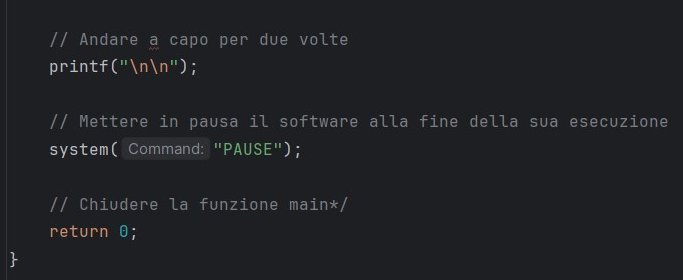 // Andare a capo per due volte
printf("\n\n");
// Mettere in pausa il software alla fine della sua esecuzione
system( Command: "PAUSE");
// Chiudere la funzione main*/
return 0;
}